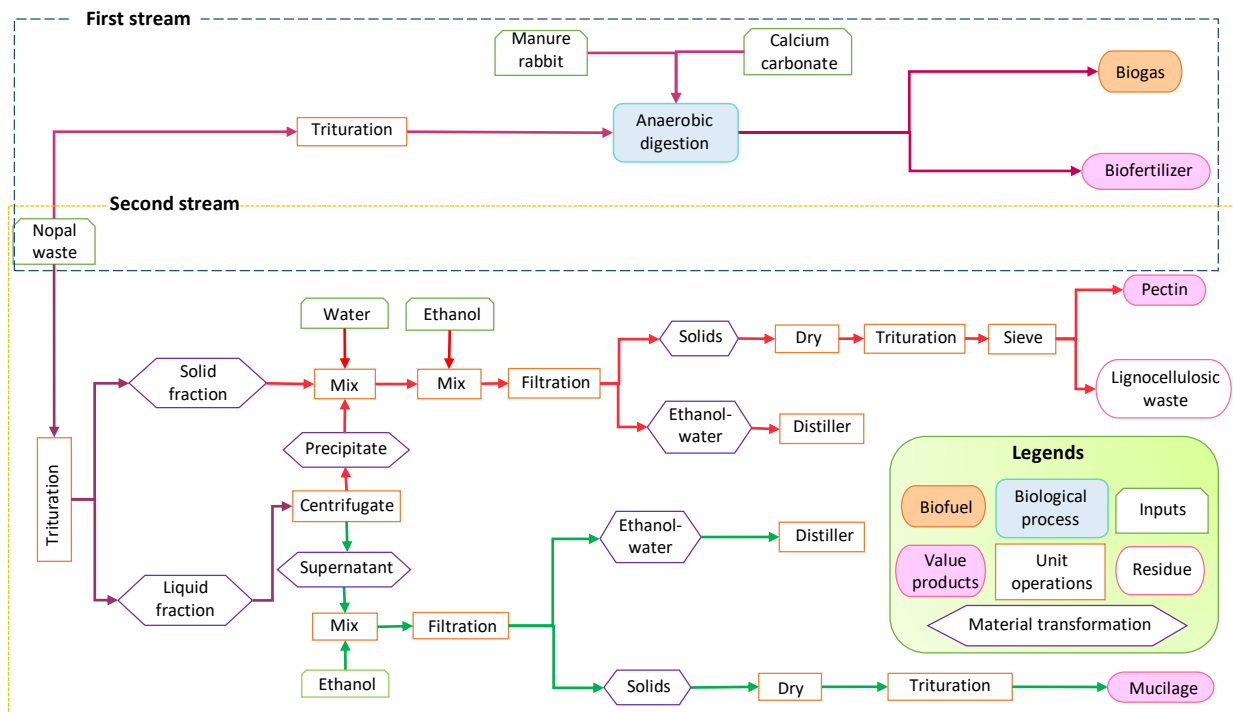 First stream
Manure
rabbit
Calcium
carbonate
Biogas
Trituration
Anaerobic
digestion
Biofertilizer
Second stream
Nopal
waste
Water
Ethanol
Pectin
Solids
Dry
Trituration
Sieve
Solid
fraction
Mix
Mix
Filtration
Lignocellulosic
waste
Ethanol-
water
Distiller
Precipitate
Trituration
Centrifugate
Supernatant
Liquid
fraction
Ethanol-
water
Distiller
Mix
Filtration
Ethanol
Solids
Dry
Trituration
Mucilage
Legends
Biofuel
Biological
process
Inputs
Value
products
Unit
operations
Residue
Material transformation